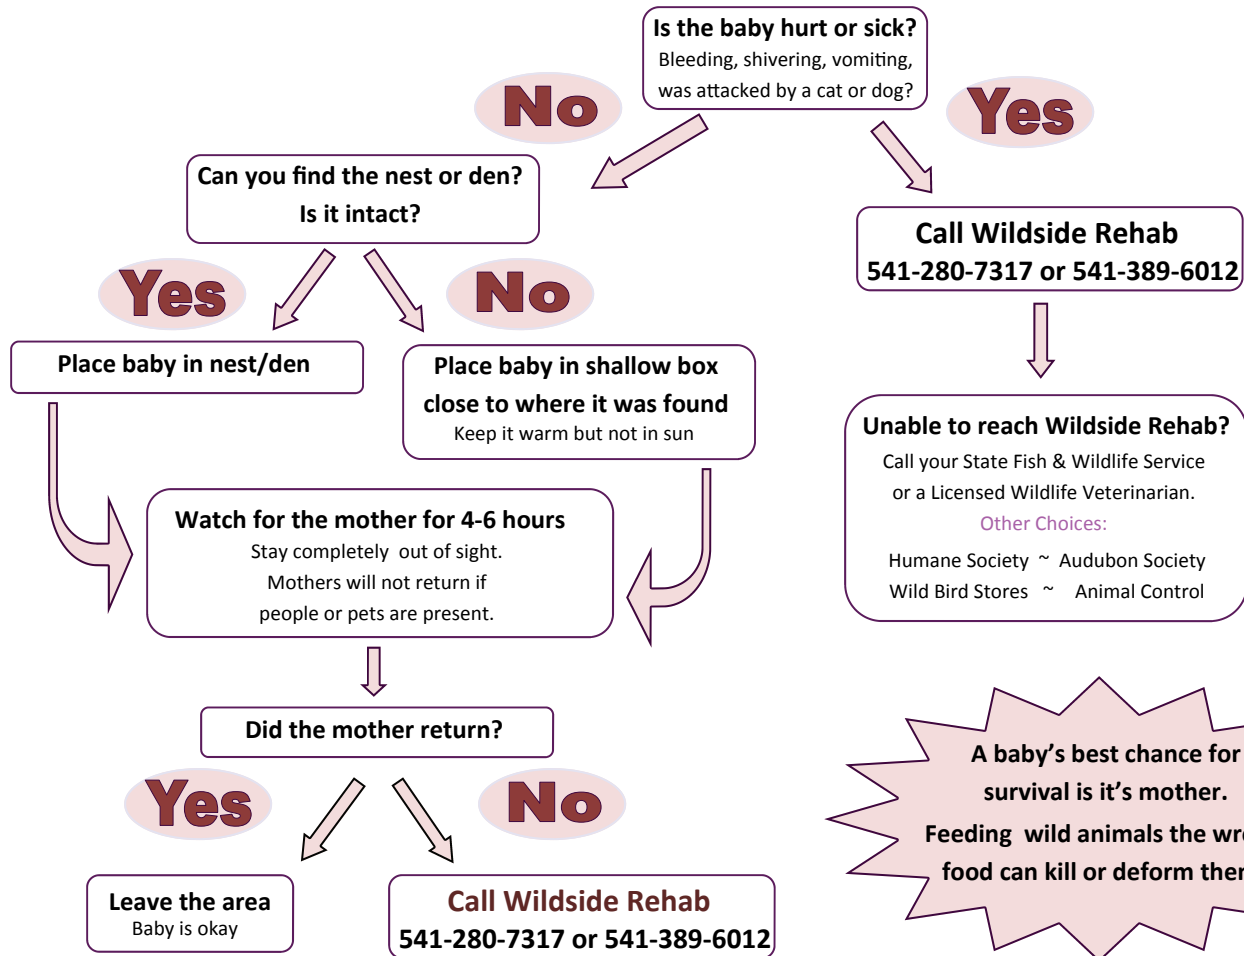 Is the baby hurt or sick?
Bleeding, shivering, vomiting,
was attacked by a cat or dog?
No
Yes
Can you find the nest or den?
Is it intact?
Call Wildside Rehab
541-280-7317 or 541-389-6012
Yes
No
Place baby in nest/den
Place baby in shallow box
close to where it was found
Keep it warm but not in sun
Unable to reach Wildside Rehab?
Call your State Fish & Wildlife Service
or a Licensed Wildlife Veterinarian.
Other Choices:
Humane Society ~ Audubon Society
Wild Bird Stores ~ Animal Control
Watch for the mother for 4-6 hours
Stay completely out of sight.
Mothers will not return if
people or pets are present.
Did the mother return?
Yes
No
Leave the area
Baby is okay
Call Wildside Rehab
541-280-7317 or 541-389-6012
A baby’s best chance for
survival is it’s mother.
Feeding wild animals the
food can kill or deform